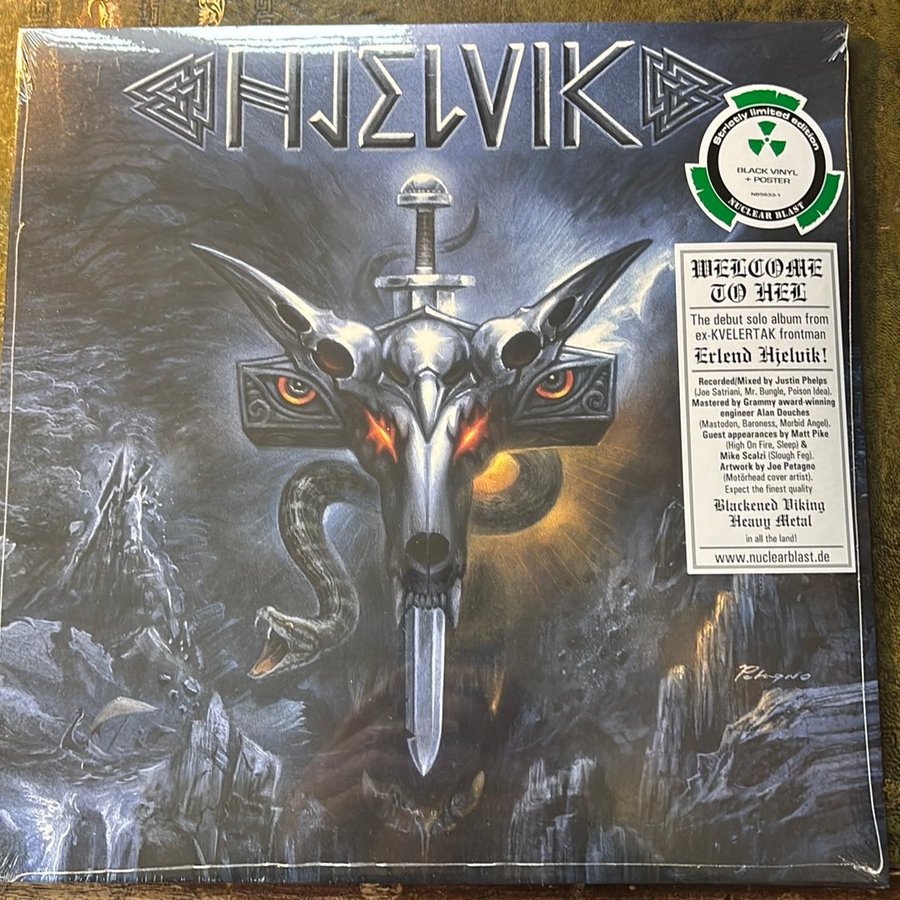 HJELVIK
Strictly limited edition
BLACK VINYL
+ POSTER
NB5633-1
NUCLEAR BLAST
WELCOME
TO HEL
The debut solo album from
ex-KVELERTAK frontman
Erlend Hjelvik!
Recorded/Mixed by Justin Phelps
(Joe Satriani, Mr. Bungle, Poison Idea).
Mastered by Grammy award-winning
engineer Alan Douches
(Mastodon, Baroness, Morbid Angel).
Guest appearances by Matt Pike
(High On Fire, Sleep) &
Mike Scalzi (Slough Feg).
Artwork by Joe Petagno
(Motörhead cover artist).
Expect the finest quality
Blackened Viking
Heavy Metal
in all the land!
www.nuclearblast.de
Petagno